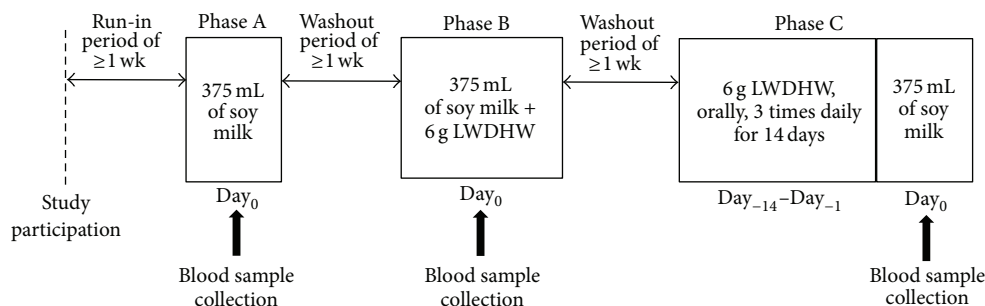 Run-in
period of
≥1 wk
Phase A
Washout
period of
≥1 wk
Phase B
Washout
period of
≥1 wk
Phase C
375 mL
of soy
milk
375 mL
of soy milk +
6 g LWDHW
6 g LWDHW,
orally, 3 times daily
for 14 days
375 mL
of soy
milk
Study
participation
Day₀
Day₀
Day₋₁₄–Day₋₁
Day₀
Blood sample
collection
Blood sample
collection
Blood sample
collection